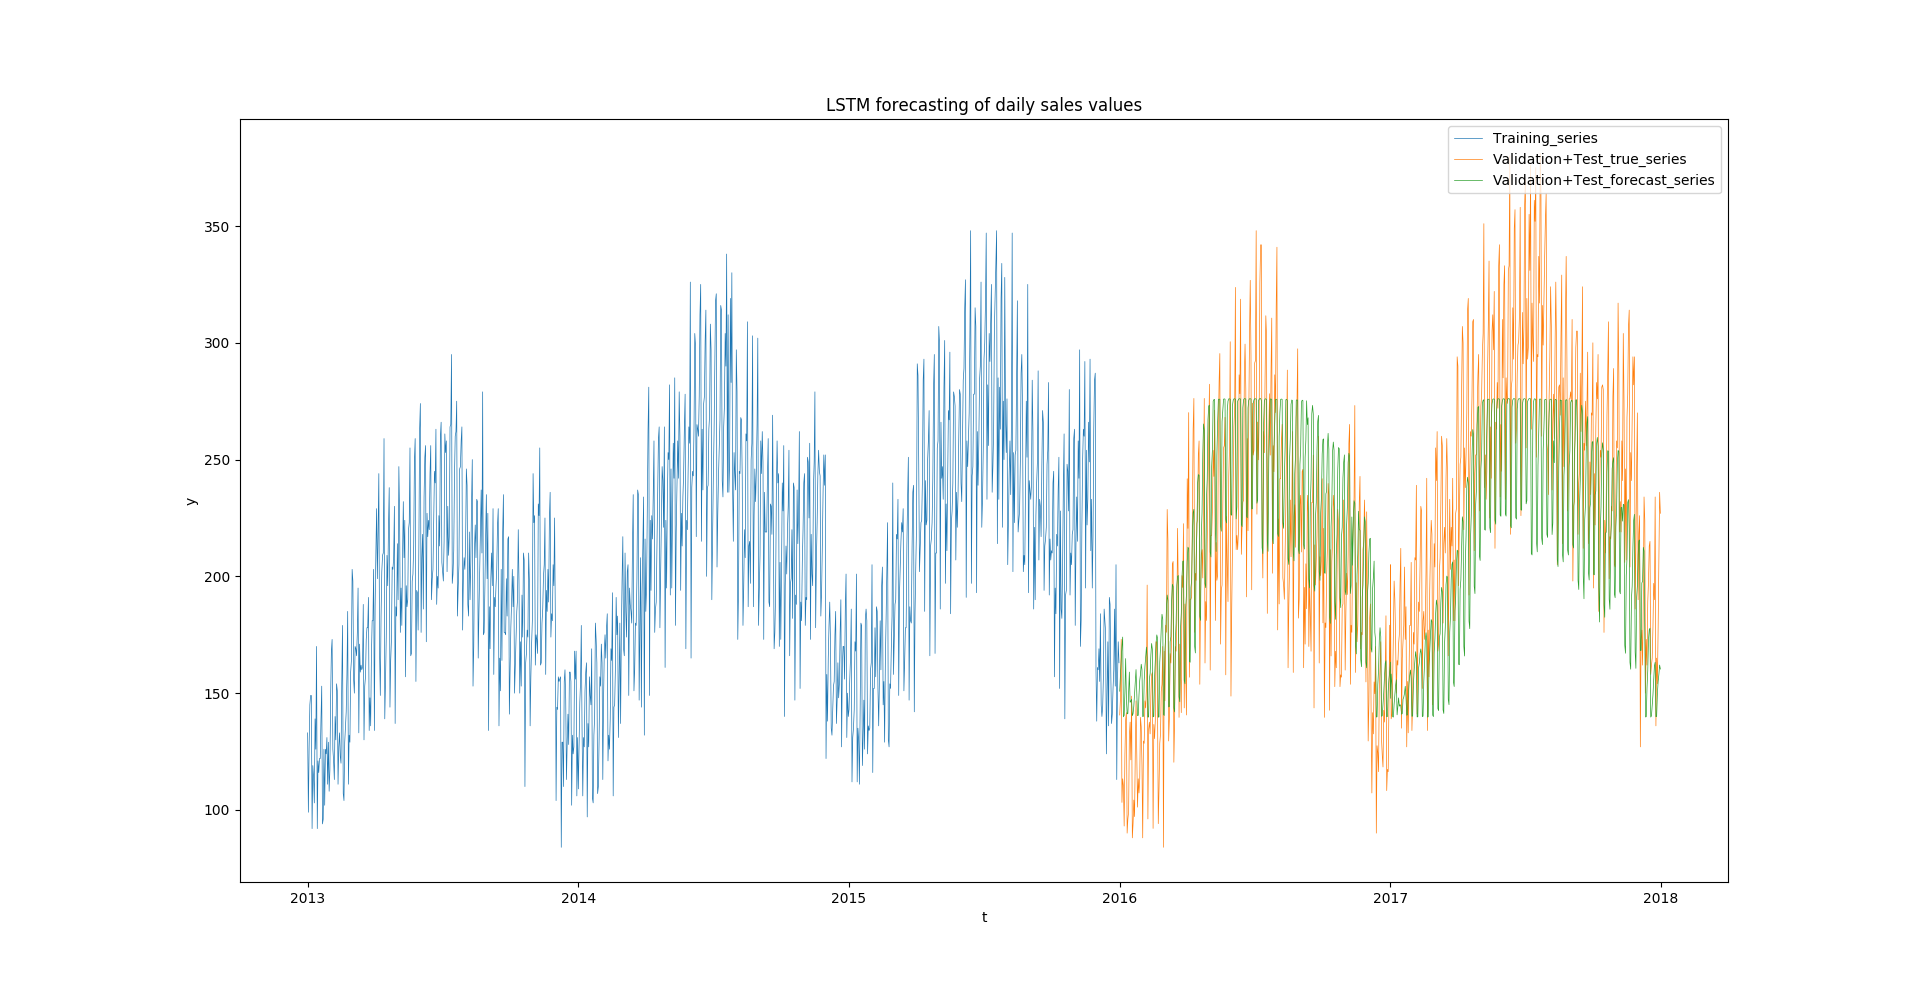 LSTM forecasting of daily sales values
Training_series
Validation+Test_true_series
Validation+Test_forecast_series
350
300
250
200
150
100
y
2013 2014 2015 2016 2017 2018
t